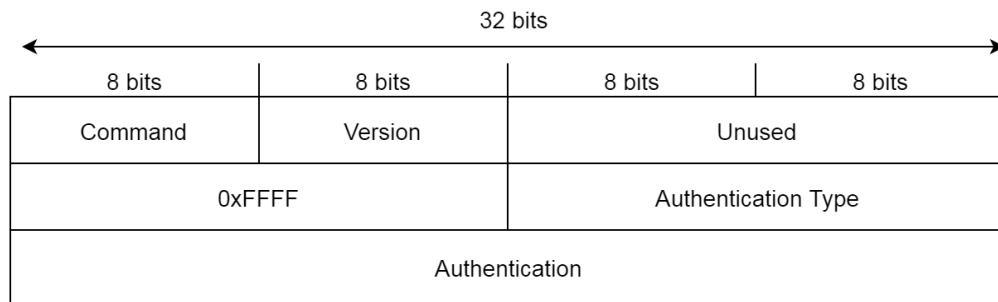 32 bits
8 bits 8 bits 8 bits 8 bits
Command Version Unused
0xFFFF Authentication Type
Authentication